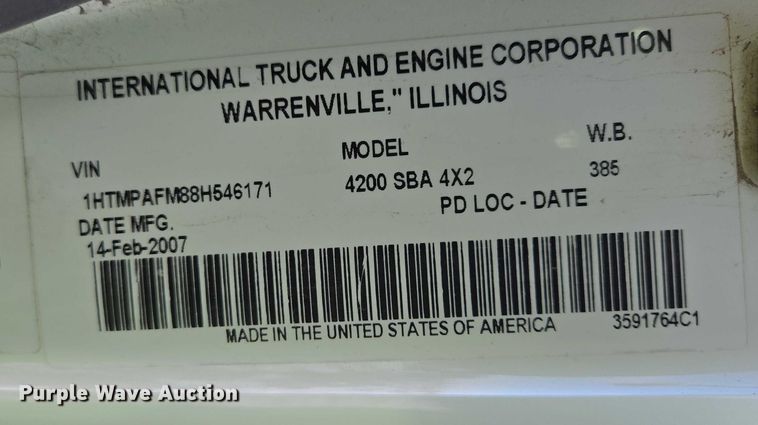 INTERNATIONAL TRUCK AND ENGINE CORPORATION
WARRENVILLE," ILLINOIS
VIN MODEL W.B.
1HTMPAFM88H546171 4200 SBA 4X2 385
DATE MFG. PD LOC - DATE
14-Feb-2007
MADE IN THE UNITED STATES OF AMERICA 3591764C1
Purple Wave Auction